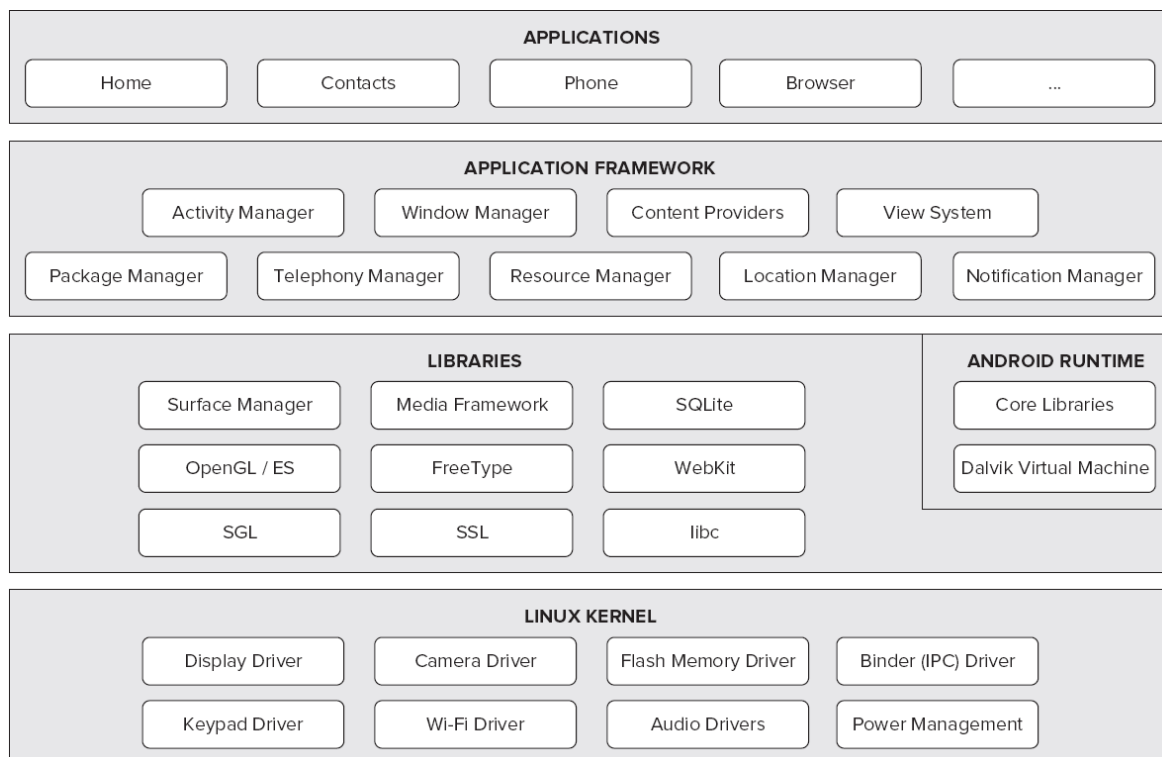 APPLICATIONS
Home Contacts Phone Browser ...
APPLICATION FRAMEWORK
Activity Manager Window Manager Content Providers View System
Package Manager Telephony Manager Resource Manager Location Manager Notification Manager
LIBRARIES ANDROID RUNTIME
Surface Manager Media Framework SQLite Core Libraries
OpenGL / ES FreeType WebKit Dalvik Virtual Machine
SGL SSL libc
LINUX KERNEL
Display Driver Camera Driver Flash Memory Driver Binder (IPC) Driver
Keypad Driver Wi-Fi Driver Audio Drivers Power Management